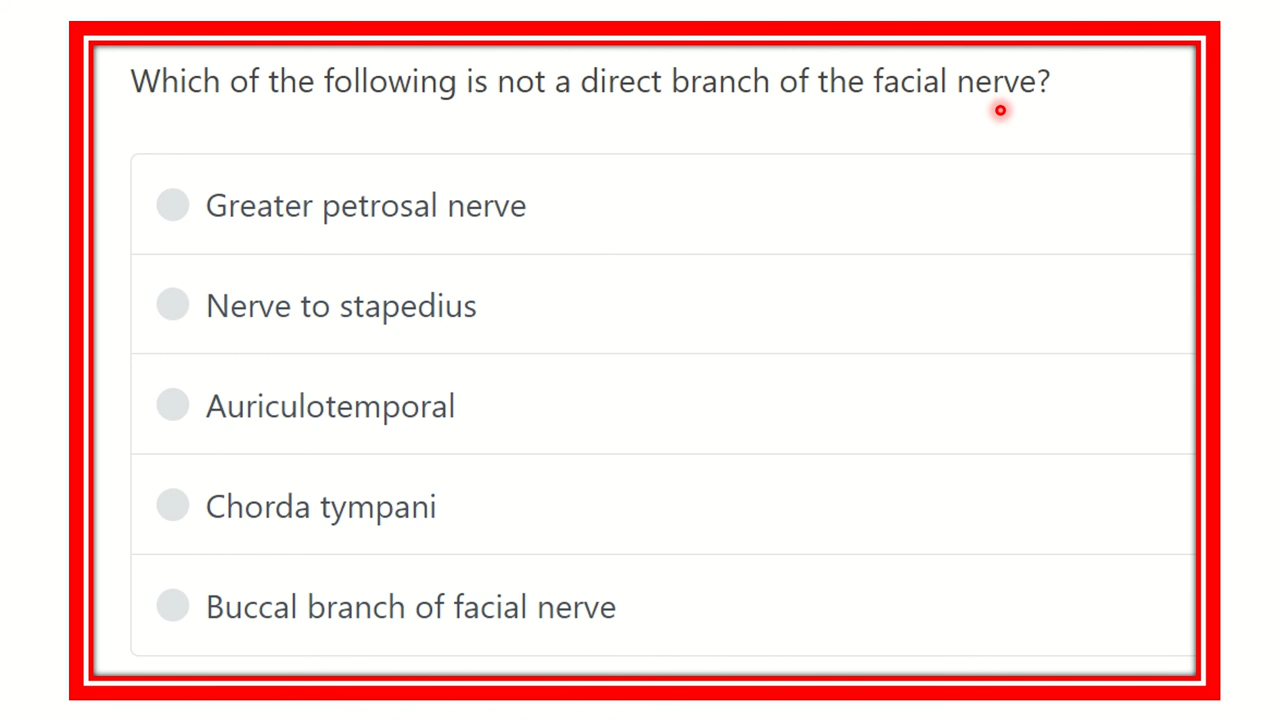 Which of the following is not a direct branch of the facial nerve?
Greater petrosal nerve
Nerve to stapedius
Auriculotemporal
Chorda tympani
Buccal branch of facial nerve